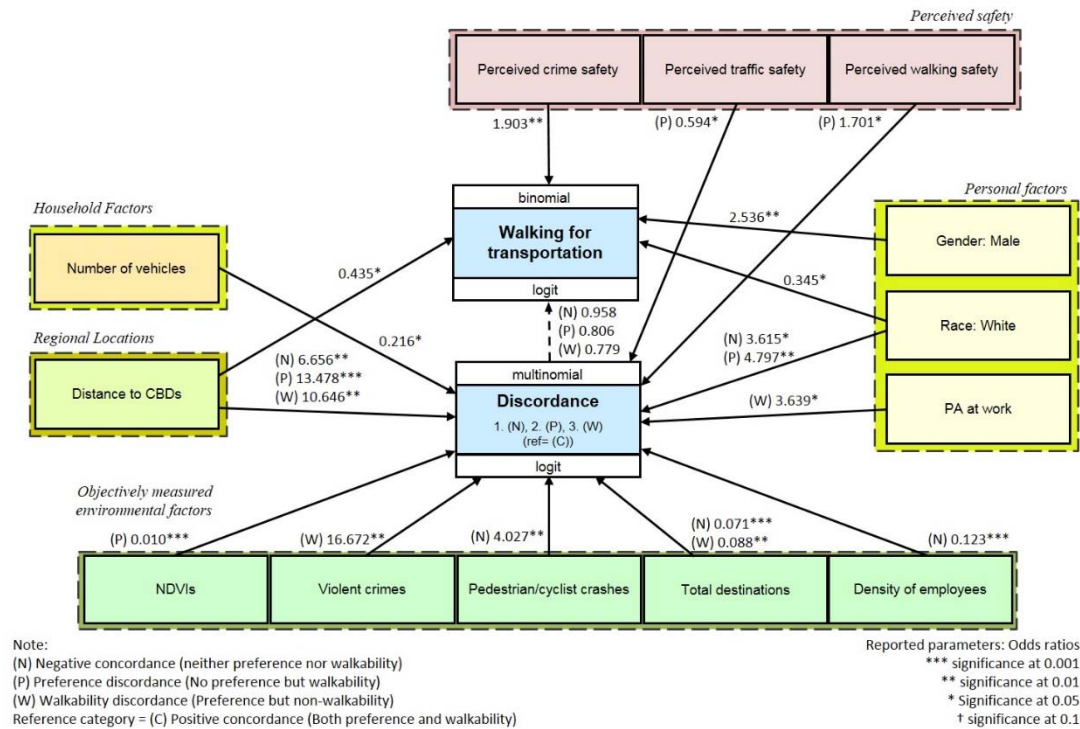 Perceived safety
Perceived crime safety
Perceived traffic safety
Perceived walking safety
1.903**
(P) 0.594*
(P) 1.701*
Household Factors
Number of vehicles
binomial
Walking for
transportation
logit
Personal factors
Gender: Male
2.536**
0.435*
0.345*
Race: White
Regional Locations
Distance to CBDs
0.216*
(N) 6.656**
(P) 13.478***
(W) 10.646**
(N) 0.958
(P) 0.806
(W) 0.779
(N) 3.615*
(P) 4.797**
multinomial
Discordance
1. (N), 2. (P), 3. (W)
(ref= (C))
logit
(W) 3.639*
PA at work
Objectively measured
environmental factors
(P) 0.010***
(W) 16.672**
(N) 4.027**
(N) 0.071***
(W) 0.088**
(N) 0.123***
NDVIs
Violent crimes
Pedestrian/cyclist crashes
Total destinations
Density of employees
Note:
(N) Negative concordance (neither preference nor walkability)
(P) Preference discordance (No preference but walkability)
(W) Walkability discordance (Preference but non-walkability)
Reference category = (C) Positive concordance (Both preference and walkability)
Reported parameters: Odds ratios
*** significance at 0.001
** significance at 0.01
* Significance at 0.05
† significance at 0.1